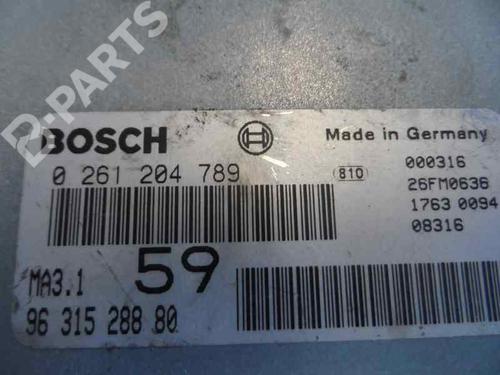 B-PARTS
BOSCH
Made in Germany
0 261 204 789
810
000316
26FM0636
1763 0094
08316
MA3.1
59
96 315 288 80